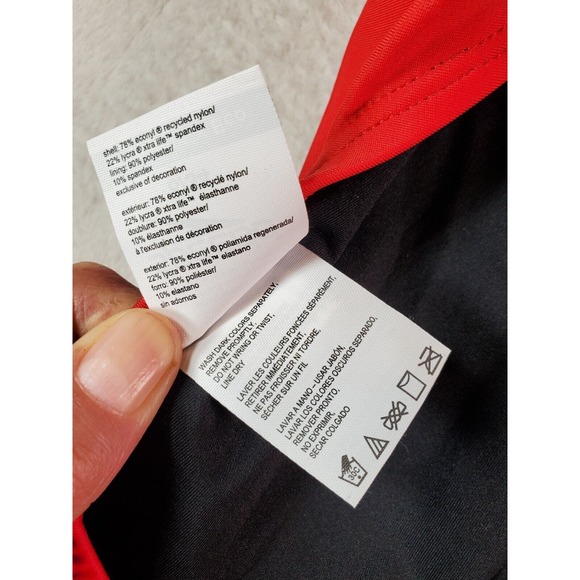 shell: 78% econyl ® recycled nylon/
22% lycra ® xtra life™ spandex
lining: 90% polyester/
10% spandex
exclusive of decoration
extérieur: 78% econyl ® recyclé nylon/
22% lycra ® xtra life™ élasthanne
doublure: 90% polyester/
10% élasthanne
à l'exclusion de décoration
exterior: 78% econyl ® poliamida regenerada/
22% lycra ® xtra life™ elastano
forro: 90% poliéster/
10% elastano
sin adornos
WASH DARK COLORS SEPARATELY.
REMOVE PROMPTLY.
DO NOT WRING OR TWIST.
LINE DRY
LAVER LES COULEURS FONCÉES SÉPARÉMENT.
RETIRER IMMÉDIATEMENT.
NE PAS FROISSER NI TORDRE.
SÉCHER SUR UN FIL
LAVAR A MANO - USAR JABÓN.
LAVAR LOS COLORES OSCUROS SEPARADO.
REMOVER PRONTO.
NO EXPRIMIR.
SECAR COLGADO
30C